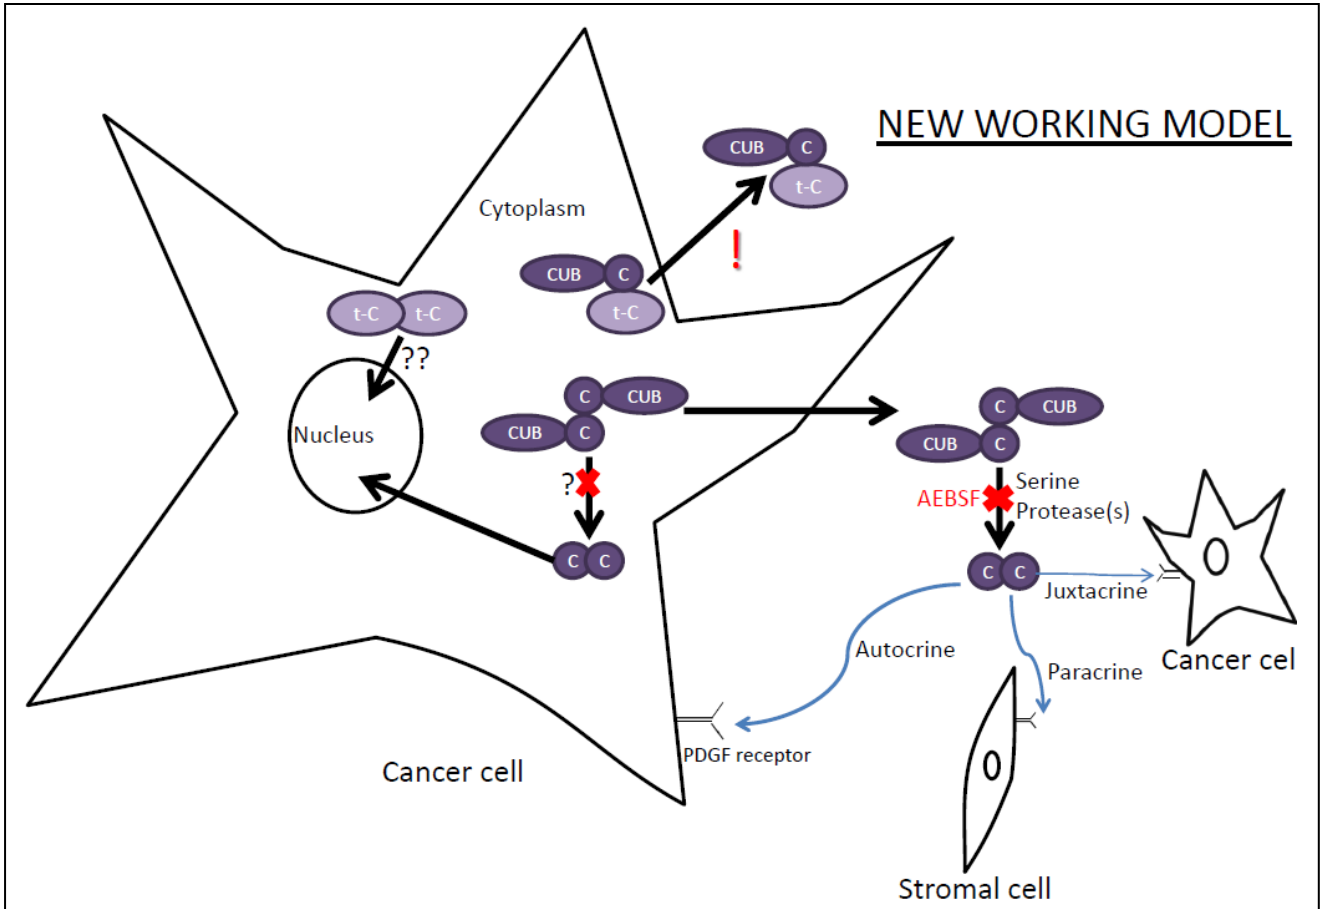 NEW WORKING MODEL
CUB C
t-C
Cytoplasm
!
CUB C
t-C
t-C t-C
??
C CUB
CUB C
Nucleus
?
C C
C CUB
CUB C
AEBSF
Serine
Protease(s)
C C
Juxtacrine
Autocrine
Paracrine
Cancer cel
PDGF receptor
Cancer cell
Stromal cell